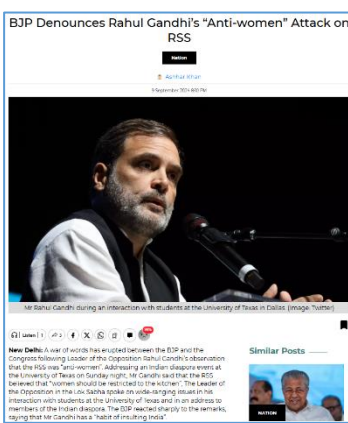 BJP Denounces Rahul Gandhi's "Anti-women" Attack on
RSS
Nation
Ashhar Khan
9 September 2024 8:10 PM
Mr Rahul Gandhi during an interaction with students at the University of Texas in Dallas. (Image: Twitter)
Listen
New Delhi: A war of words has erupted between the BJP and the
Congress following Leader of the Opposition Rahul Gandhi's observation
that the RSS was "anti-women". Addressing an Indian diaspora event at
the University of Texas on Sunday night, Mr Gandhi said that the RSS
believed that "women should be restricted to the kitchen". The Leader of
the Opposition in the Lok Sabha spoke on wide-ranging issues in his
interaction with students at the University of Texas and in an address to
members of the Indian diaspora. The BJP reacted sharply to the remarks,
saying that Mr Gandhi has a "habit of insulting India".
Similar Posts
NATION